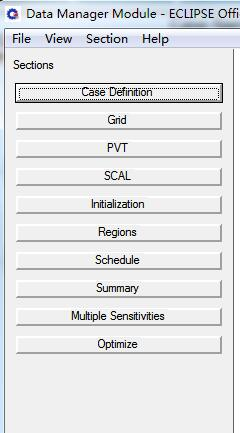 Data Manager Module - ECLIPSE Offi
File View Section Help
Sections
Case Definition
Grid
PVT
SCAL
Initialization
Regions
Schedule
Summary
Multiple Sensitivities
Optimize